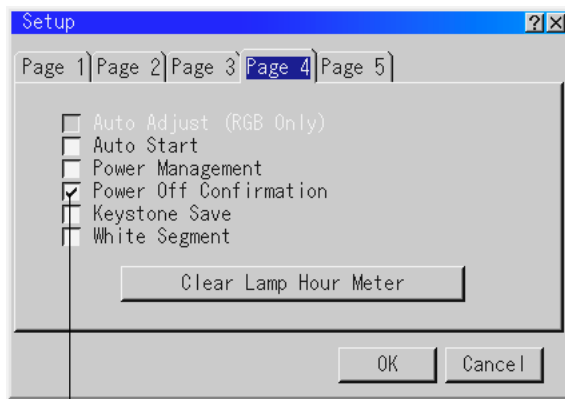 Setup
Page 1 Page 2 Page 3 Page 4 Page 5
Auto Adjust (RGB Only)
Auto Start
Power Management
Power Off Confirmation
Keystone Save
White Segment
Clear Lamp Hour Meter
OK Cancel